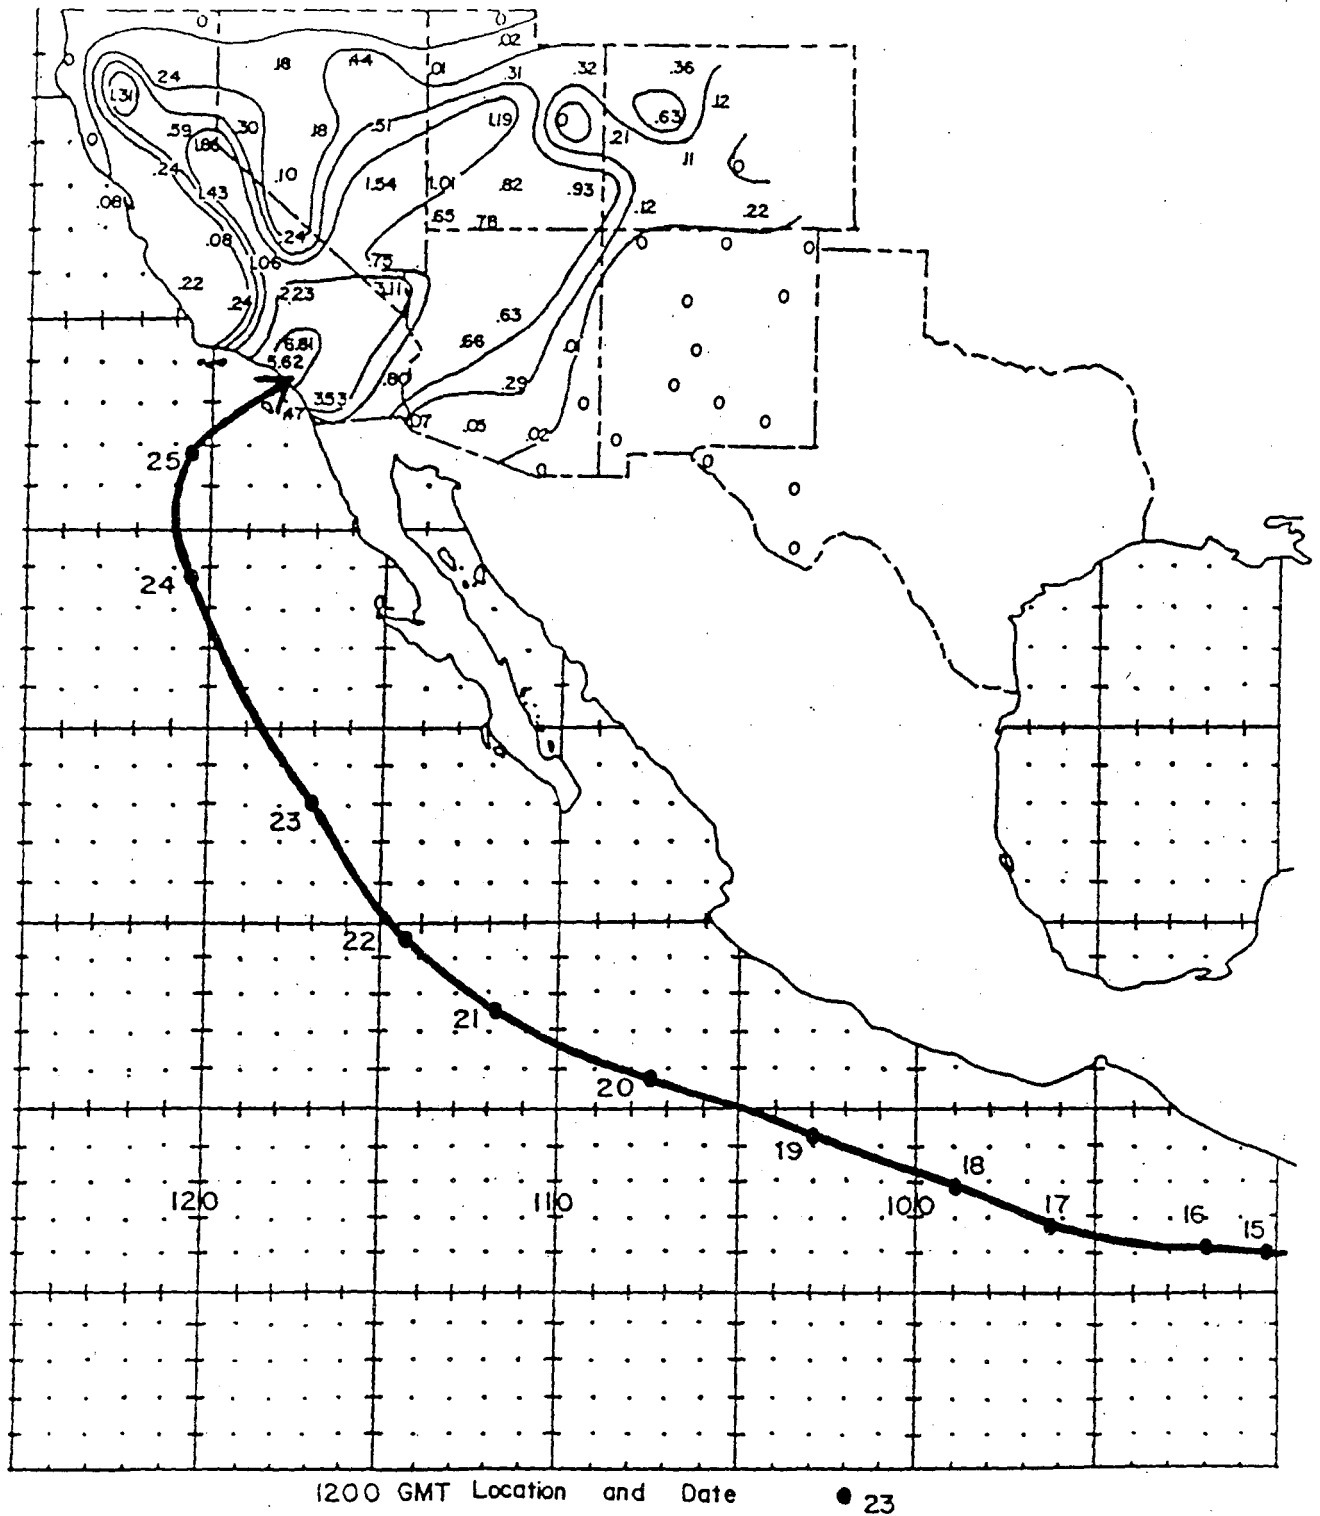 0 0
.02
0 .18 .44 .01 .31 .32 .36
.24
1.31 .12
.59 .30 .18 .51 1.19 0 .63
0 1.86 .21
.24 .10 .11 0
1.43 1.54 1.01 .82 .93
.08 .65 .78 .12 .22
.08 .24 0 0 0
1.06 .75
.22 2.23 3.11 0 0
.24 .63
6.81 .66 .01 0
5.62 .80 .29 0
3.53 0 0
.47 .07 .05 .02 0 0
25 0 0
0
0
24
23
22
21
20
19
18
120 110 100 17 16 15
1200 GMT Location and Date 23